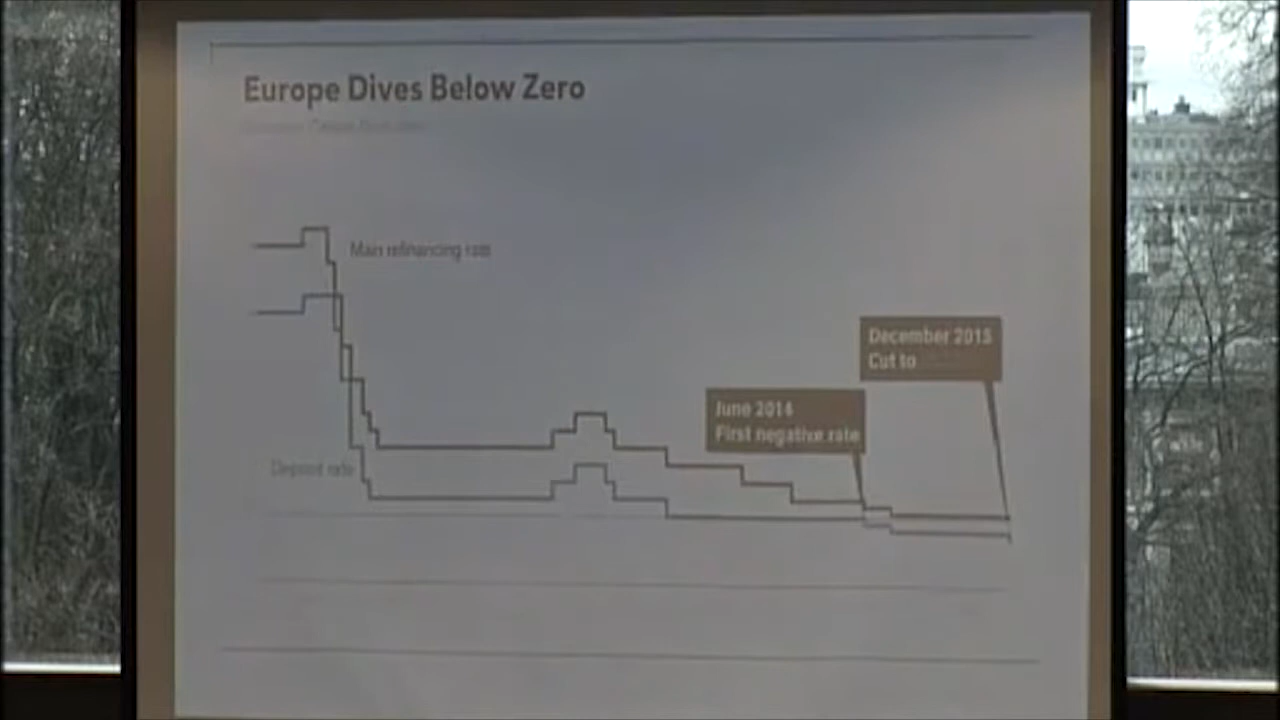 Europe Dives Below Zero
Main refinancing rate
December 2015
Cut to
June 2014
First negative rate
Deposit rate